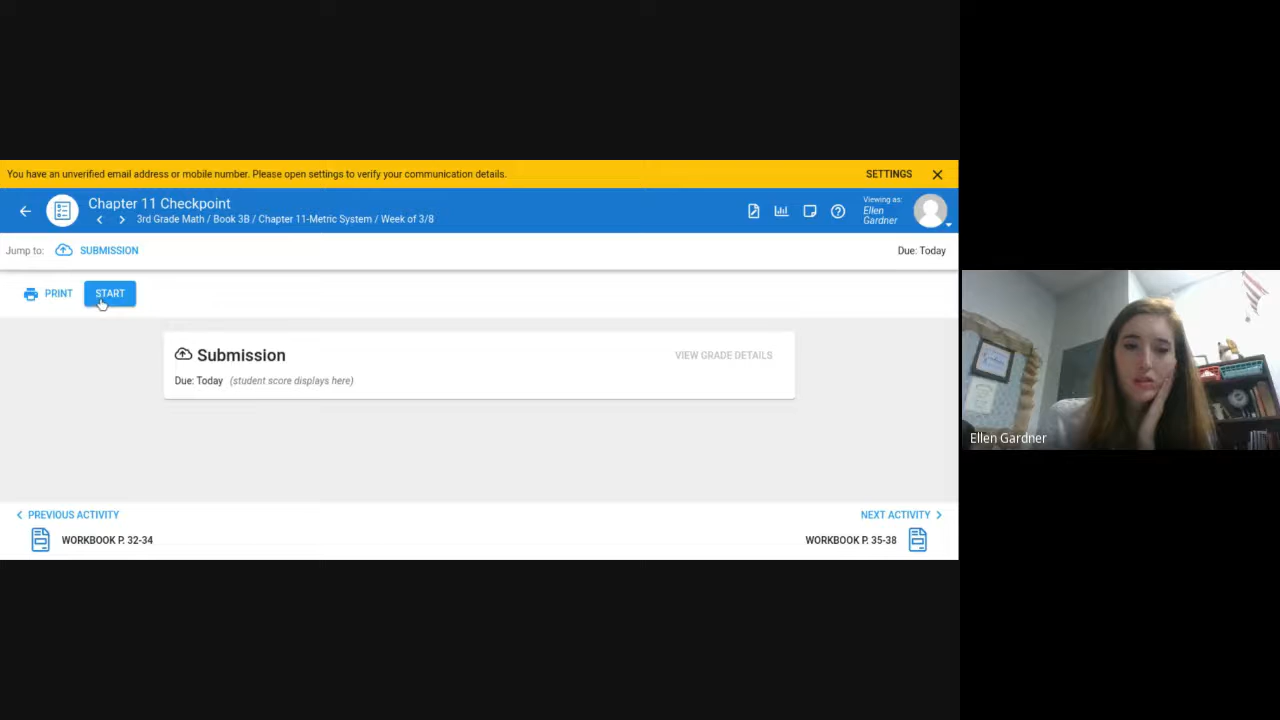 You have an unverified email address or mobile number. Please open settings to verify your communication details.
SETTINGS
Chapter 11 Checkpoint
3rd Grade Math / Book 3B / Chapter 11-Metric System / Week of 3/8
Viewing as:
Ellen
Gardner
Jump to:
SUBMISSION
Due: Today
PRINT
START
Submission
VIEW GRADE DETAILS
Due: Today (student score displays here)
PREVIOUS ACTIVITY
NEXT ACTIVITY
WORKBOOK P. 32-34
WORKBOOK P. 35-38
Ellen Gardner